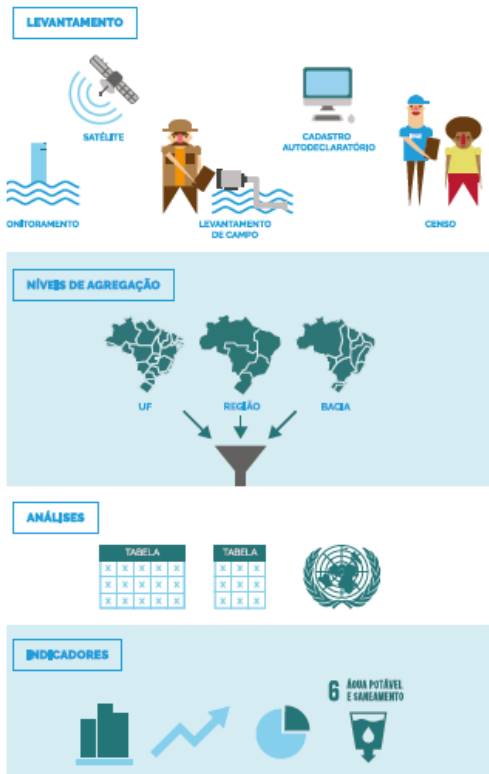 LEVANTAMENTO
SATÉLITE
CADASTRO
AUTODECLARATÓRIO
ONITORAMENTO
LEVANTAMENTO
DE CAMPO
CENSO
NÍVEIS DE AGREGAÇÃO
UF
REGIÃO
BACIA
ANÁLISES
TABELA
X X X X X
X X X X X
X X X X X
TABELA
X X X
X X X
X X X
INDICADORES
6 ÁGUA POTÁVEL
E SANEAMENTO